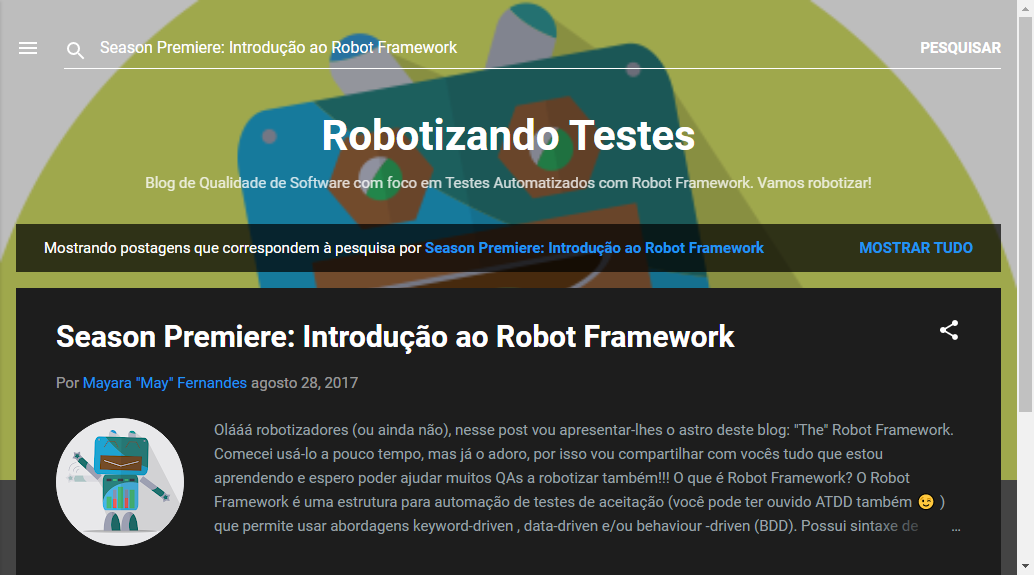 Season Premiere: Introdução ao Robot Framework
PESQUISAR
Robotizando Testes
Blog de Qualidade de Software com foco em Testes Automatizados com Robot Framework. Vamos robotizar!
Mostrando postagens que correspondem à pesquisa por Season Premiere: Introdução ao Robot Framework
MOSTRAR TUDO
Season Premiere: Introdução ao Robot Framework
Por Mayara "May" Fernandes agosto 28, 2017
Olááá robotizadores (ou ainda não), nesse post vou apresentar-lhes o astro deste blog: "The" Robot Framework.
Comecei usá-lo a pouco tempo, mas já o adoro, por isso vou compartilhar com vocês tudo que estou
aprendendo e espero poder ajudar muitos QAs a robotizar também!!! O que é Robot Framework? O Robot
Framework é uma estrutura para automação de testes de aceitação (você pode ter ouvido ATDD também 😉 )
que permite usar abordagens keyword-driven , data-driven e/ou behaviour -driven (BDD). Possui sintaxe de ...